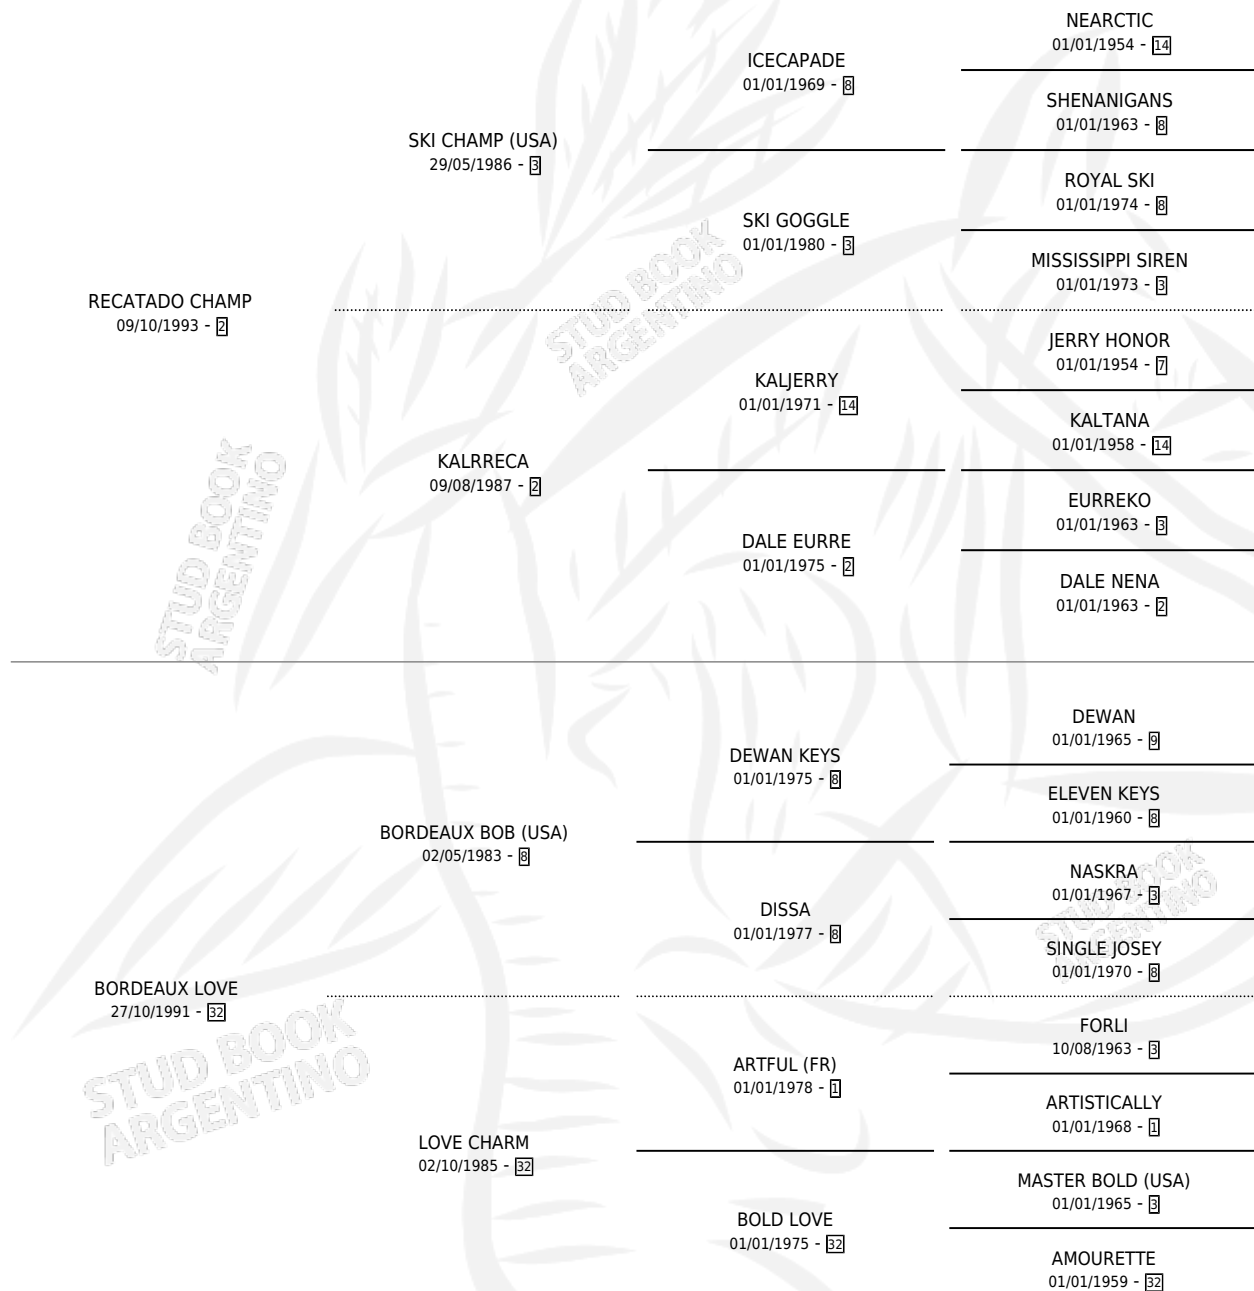 NEARCTIC
01/01/1954 - 14
ICECAPADE
01/01/1969 - 8
SHENANIGANS
01/01/1963 - 8
SKI CHAMP (USA)
29/05/1986 - 3
ROYAL SKI
01/01/1974 - 8
SKI GOGGLE
01/01/1980 - 3
MISSISSIPPI SIREN
01/01/1973 - 3
RECATADO CHAMP
09/10/1993 - 2
JERRY HONOR
01/01/1954 - 7
KALJERRY
01/01/1971 - 14
KALTANA
01/01/1958 - 14
KALRRECA
09/08/1987 - 2
EURREKO
01/01/1963 - 3
DALE EURRE
01/01/1975 - 2
DALE NENA
01/01/1963 - 2
DEWAN
01/01/1965 - 9
DEWAN KEYS
01/01/1975 - 8
ELEVEN KEYS
01/01/1960 - 8
BORDEAUX BOB (USA)
02/05/1983 - 8
NASKRA
01/01/1967 - 3
DISSA
01/01/1977 - 8
SINGLE JOSEY
01/01/1970 - 8
BORDEAUX LOVE
27/10/1991 - 32
FORLI
10/08/1963 - 3
ARTFUL (FR)
01/01/1978 - 1
ARTISTICALLY
01/01/1968 - 1
LOVE CHARM
02/10/1985 - 32
MASTER BOLD (USA)
01/01/1965 - 3
BOLD LOVE
01/01/1975 - 32
AMOURETTE
01/01/1959 - 32
STUD BOOK
ARGENTINO
STUD BOOK
ARGENTINO
STUD BOOK
ARGENTINO
STUD BOOK
ARGENTINO